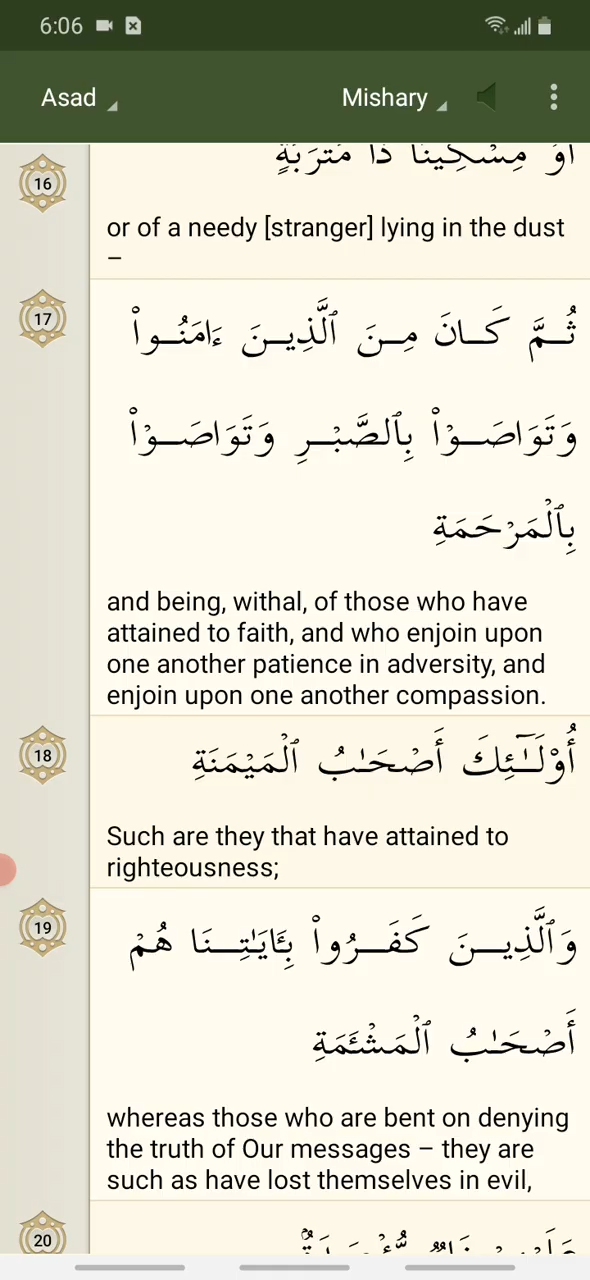 6:06
Asad
Mishary
16
أَوْ مِسْكِينًا ذَا مَتْرَبَةٍ
or of a needy [stranger] lying in the dust
–
17
ثُمَّ كَانَ مِنَ ٱلَّذِينَ ءَامَنُوا۟
وَتَوَاصَوْا۟ بِٱلصَّبْرِ وَتَوَاصَوْا۟
بِٱلْمَرْحَمَةِ
and being, withal, of those who have
attained to faith, and who enjoin upon
one another patience in adversity, and
enjoin upon one another compassion.
18
أُو۟لَـٰٓئِكَ أَصْحَـٰبُ ٱلْمَيْمَنَةِ
Such are they that have attained to
righteousness;
19
وَٱلَّذِينَ كَفَرُوا۟ بِـَٔايَـٰتِنَا هُمْ
أَصْحَـٰبُ ٱلْمَشْـَٔمَةِ
whereas those who are bent on denying
the truth of Our messages – they are
such as have lost themselves in evil,
20